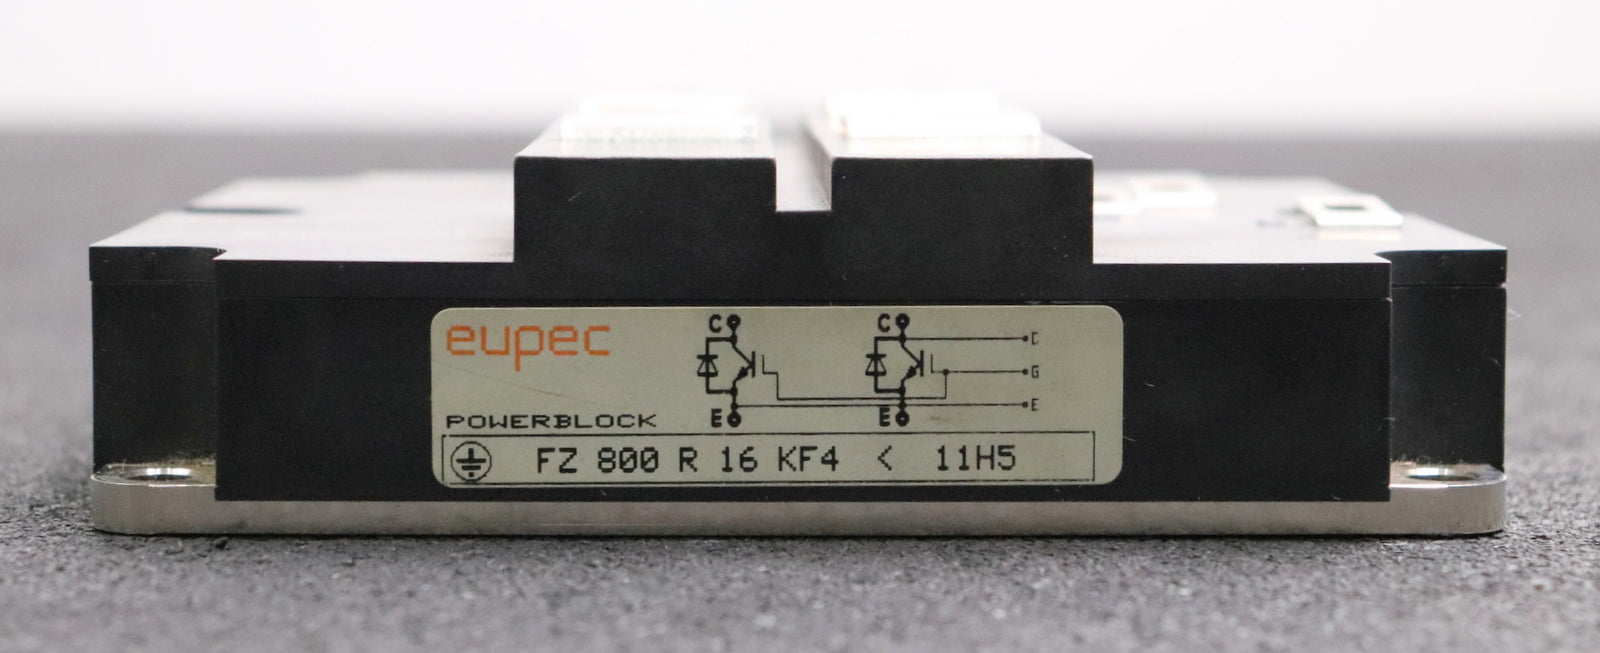 eupec
C C C
G
E E E
POWERBLOCK
FZ 800 R 16 KF4 < 11H5